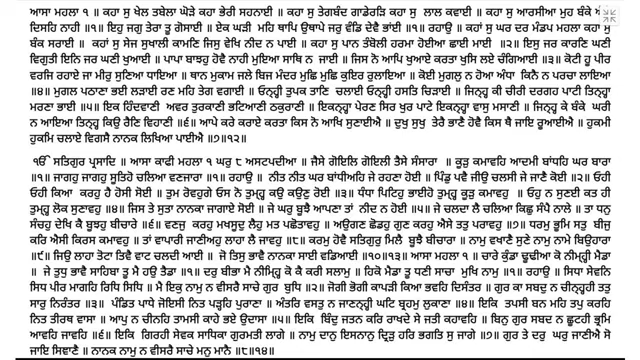 ਆਸਾ ਮਹਲਾ ੧ ॥ ਕਹਾ ਸੁ ਖੇਲ ਤਬੇਲਾ ਘੋੜੇ ਕਹਾ ਭੇਰੀ ਸਹਨਾਈ ॥ ਕਹਾ ਸੁ ਤੇਗਬੰਦ ਗਾਡੇਰੜਿ ਕਹਾ ਸੁ ਲਾਲ ਕਵਾਈ ॥ ਕਹਾ ਸੁ ਆਰਸੀਆ ਮੁਹ ਬੰਕੇ ਐਥੈ
ਦਿਸਹਿ ਨਾਹੀ ॥੧॥ ਇਹੁ ਜਗੁ ਤੇਰਾ ਤੂ ਗੋਸਾਈ ॥ ਏਕ ਘੜੀ ਮਹਿ ਥਾਪਿ ਉਥਾਪੇ ਜਰੁ ਵੰਡਿ ਦੇਵੈ ਭਾਂਈ ॥੧॥ ਰਹਾਉ ॥ ਕਹਾਂ ਸੁ ਘਰ ਦਰ ਮੰਡਪ ਮਹਲਾ ਕਹਾ ਸੁ
ਬੰਕ ਸਰਾਈ ॥ ਕਹਾਂ ਸੁ ਸੇਜ ਸੁਖਾਲੀ ਕਾਮਣਿ ਜਿਸੁ ਵੇਖਿ ਨੀਦ ਨ ਪਾਈ ॥ ਕਹਾ ਸੁ ਪਾਨ ਤੰਬੋਲੀ ਹਰਮਾ ਹੋਈਆ ਛਾਈ ਮਾਈ ॥੨॥ ਇਸੁ ਜਰ ਕਾਰਣਿ ਘਣੀ
ਵਿਗੁਤੀ ਇਨਿ ਜਰ ਘਣੀ ਖੁਆਈ ॥ ਪਾਪਾ ਬਾਝਹੁ ਹੋਵੈ ਨਾਹੀ ਮੁਇਆ ਸਾਥਿ ਨ ਜਾਈ ॥ ਜਿਸ ਨੋ ਆਪਿ ਖੁਆਏ ਕਰਤਾ ਖੁਸਿ ਲਏ ਚੰਗਿਆਈ ॥੩॥ ਕੋਟੀ ਹੂ ਪੀਰ
ਵਰਜਿ ਰਹਾਏ ਜਾ ਮੀਰੁ ਸੁਣਿਆ ਧਾਇਆ ॥ ਥਾਨ ਮੁਕਾਮ ਜਲੇ ਬਿਜ ਮੰਦਰ ਮੁਛਿ ਮੁਛਿ ਕੁਇਰ ਰੁਲਾਇਆ ॥ ਕੋਈ ਮੁਗਲੁ ਨ ਹੋਆ ਅੰਧਾ ਕਿਨੈ ਨ ਪਰਚਾ ਲਾਇਆ
॥੪॥ ਮੁਗਲ ਪਠਾਣਾ ਭਈ ਲੜਾਈ ਰਣ ਮਹਿ ਤੇਗ ਵਗਾਈ ॥ ਓਨ੍ਹੀ ਤੁਪਕ ਤਾਣਿ ਚਲਾਈ ਓਨ੍ਹੀ ਹਸਤਿ ਚਿੜਾਈ ॥ ਜਿਨ੍ਹ ਕੀ ਚੀਰੀ ਦਰਗਹ ਪਾਟੀ ਤਿਨ੍ਹਾ
ਮਰਣਾ ਭਾਈ ॥੫॥ ਇਕ ਹਿੰਦਵਾਣੀ ਅਵਰ ਤੁਰਕਾਣੀ ਭਟਿਆਣੀ ਠਕੁਰਾਣੀ ॥ ਇਕਨ੍ਹਾ ਪੇਰਣ ਸਿਰ ਖੁਰ ਪਾਟੇ ਇਕਨ੍ਹਾ ਵਾਸੁ ਮਸਾਣੀ ॥ ਜਿਨ੍ਹ ਕੇ ਬੰਕੇ ਘਰੀ
ਨ ਆਇਆ ਤਿਨ੍ਹ ਕਿਉ ਰੈਣਿ ਵਿਹਾਣੀ ॥੬॥ ਆਪੇ ਕਰੇ ਕਰਾਏ ਕਰਤਾ ਕਿਸ ਨੋ ਆਖਿ ਸੁਣਾਈਐ ॥ ਦੁਖੁ ਸੁਖੁ ਤੇਰੈ ਭਾਣੈ ਹੋਵੈ ਕਿਸ ਥੈ ਜਾਇ ਰੂਆਈਐ ॥ ਹੁਕਮੀ
ਹੁਕਮਿ ਚਲਾਏ ਵਿਗਸੈ ਨਾਨਕ ਲਿਖਿਆ ਪਾਈਐ ॥੭॥੧੨॥
ੴ ਸਤਿਗੁਰ ਪ੍ਰਸਾਦਿ ॥ ਆਸਾ ਕਾਫੀ ਮਹਲਾ ੧ ਘਰੁ ੮ ਅਸਟਪਦੀਆ ॥ ਜੈਸੇ ਗੋਇਲਿ ਗੋਇਲੀ ਤੈਸੇ ਸੰਸਾਰਾ ॥ ਕੂੜੁ ਕਮਾਵਹਿ ਆਦਮੀ ਬਾਂਧਹਿ ਘਰ ਬਾਰਾ
॥੧॥ ਜਾਗਹੁ ਜਾਗਹੁ ਸੂਤਿਹੋ ਚਲਿਆ ਵਣਜਾਰਾ ॥੧॥ ਰਹਾਉ ॥ ਨੀਤ ਨੀਤ ਘਰ ਬਾਂਧੀਅਹਿ ਜੇ ਰਹਣਾ ਹੋਈ ॥ ਪਿੰਡੁ ਪਵੈ ਜੀਉ ਚਲਸੀ ਜੇ ਜਾਣੈ ਕੋਈ ॥੨॥ ਓਹੀ
ਓਹੀ ਕਿਆ ਕਰਹੁ ਹੈ ਹੋਸੀ ਸੋਈ ॥ ਤੁਮ ਰੋਵਹੁਗੇ ਓਸ ਨੋ ਤੁਮ੍ਹ ਕਉ ਕਉਣੁ ਰੋਈ ॥੩॥ ਧੰਧਾ ਪਿਟਿਹੁ ਭਾਈਹੋ ਤੁਮ੍ਹ ਕੂੜੁ ਕਮਾਵਹੁ ॥ ਓਹੁ ਨ ਸੁਣਈ ਕਤ ਹੀ
ਤੁਮ੍ਹ ਲੋਕ ਸੁਣਾਵਹੁ ॥੪॥ ਜਿਸ ਤੇ ਸੁਤਾ ਨਾਨਕਾ ਜਾਗਾਏ ਸੋਈ ॥ ਜੇ ਘਰੁ ਬੂਝੈ ਆਪਣਾ ਤਾਂ ਨੀਦ ਨ ਹੋਈ ॥੫॥ ਜੇ ਚਲਦਾ ਲੈ ਚਲਿਆ ਕਿਛੁ ਸੰਪੈ ਨਾਲੇ ॥ ਤਾ ਧਨੁ
ਸੰਚਹੁ ਦੇਖਿ ਕੈ ਬੂਝਹੁ ਬੀਚਾਰੇ ॥੬॥ ਵਣਜੁ ਕਰਹੁ ਮਖਸੂਦੁ ਲੈਹੁ ਮਤ ਪਛੋਤਾਵਹੁ ॥ ਅਉਗਣ ਛੋਡਹੁ ਗੁਣ ਕਰਹੁ ਐਸੇ ਤਤੁ ਪਰਾਵਹੁ ॥੭॥ ਧਰਮੁ ਭੂਮਿ ਸਤੁ ਬੀਜੁ
ਕਰਿ ਐਸੀ ਕਿਰਸ ਕਮਾਵਹੁ ॥ ਤਾਂ ਵਾਪਾਰੀ ਜਾਣੀਅਹੁ ਲਾਹਾ ਲੈ ਜਾਵਹੁ ॥੮॥ ਕਰਮੁ ਹੋਵੈ ਸਤਿਗੁਰੁ ਮਿਲੈ ਬੂਝੈ ਬੀਚਾਰਾ ॥ ਨਾਮੁ ਵਖਾਣੈ ਸੁਣੇ ਨਾਮੁ ਨਾਮੇ ਬਿਉਹਾਰਾ
॥੯॥ ਜਿਉ ਲਾਹਾ ਤੋਟਾ ਤਿਵੈ ਵਾਟ ਚਲਦੀ ਆਈ ॥ ਜੋ ਤਿਸੁ ਭਾਵੈ ਨਾਨਕਾ ਸਾਈ ਵਡਿਆਈ ॥੧੦॥੧੩॥ ਆਸਾ ਮਹਲਾ ੧ ॥ ਚਾਰੇ ਕੁੰਡਾ ਢੂਢੀਆ ਕੋ ਨੀਮ੍ਹੀ ਮੈਡਾ
॥ ਜੇ ਤੁਧੁ ਭਾਵੈ ਸਾਹਿਬਾ ਤੂ ਮੈ ਹਉ ਤੈਡਾ ॥੧॥ ਦਰੁ ਬੀਭਾ ਮੈ ਨੀਮ੍ਹਿ ਕੋ ਕੈ ਕਰੀ ਸਲਾਮੁ ॥ ਹਿਕੋ ਮੈਡਾ ਤੂ ਧਣੀ ਸਾਚਾ ਮੁਖਿ ਨਾਮੁ ॥੧॥ ਰਹਾਉ ॥ ਸਿਧਾ ਸੇਵਨਿ
ਸਿਧ ਪੀਰ ਮਾਗਹਿ ਰਿਧਿ ਸਿਧਿ ॥ ਮੈ ਇਕੁ ਨਾਮੁ ਨ ਵੀਸਰੈ ਸਾਚੇ ਗੁਰ ਬੁਧਿ ॥੨॥ ਜੋਗੀ ਭੋਗੀ ਕਾਪੜੀ ਕਿਆ ਭਵਹਿ ਦਿਸੰਤਰ ॥ ਗੁਰ ਕਾ ਸਬਦੁ ਨ ਚੀਨ੍ਹਹੀ ਤਤੁ
ਸਾਰੁ ਨਿਰੰਤਰ ॥੩॥ ਪੰਡਿਤ ਪਾਧੇ ਜੋਇਸੀ ਨਿਤ ਪੜ੍ਹਹਿ ਪੁਰਾਣਾ ॥ ਅੰਤਰਿ ਵਸਤੁ ਨ ਜਾਣਨ੍ਹੀ ਘਟਿ ਬ੍ਰਹਮੁ ਲੁਕਾਣਾ ॥੪॥ ਇਕਿ ਤਪਸੀ ਬਨ ਮਹਿ ਤਪੁ ਕਰਹਿ
ਨਿਤ ਤੀਰਥ ਵਾਸਾ ॥ ਆਪੁ ਨ ਚੀਨਹਿ ਤਾਮਸੀ ਕਾਹੇ ਭਏ ਉਦਾਸਾ ॥੫॥ ਇਕਿ ਬਿੰਦੁ ਜਤਨ ਕਰਿ ਰਾਖਦੇ ਸੇ ਜਤੀ ਕਹਾਵਹਿ ॥ ਬਿਨੁ ਗੁਰ ਸਬਦ ਨ ਛੂਟਹੀ ਭ੍ਰਮਿ
ਆਵਹਿ ਜਾਵਹਿ ॥੬॥ ਇਕਿ ਗਿਰਹੀ ਸੇਵਕ ਸਾਧਿਕਾ ਗੁਰਮਤੀ ਲਾਗੇ ॥ ਨਾਮੁ ਦਾਨੁ ਇਸਨਾਨੁ ਦ੍ਰਿੜੁ ਹਰਿ ਭਗਤਿ ਸੁ ਜਾਗੇ ॥੭॥ ਗੁਰ ਤੇ ਦਰੁ ਘਰੁ ਜਾਣੀਐ ਸੋ
ਜਾਇ ਸਿਞਾਣੈ ॥ ਨਾਨਕ ਨਾਮੁ ਨ ਵੀਸਰੈ ਸਾਚੇ ਮਨੁ ਮਾਨੈ ॥੮॥੧੪॥